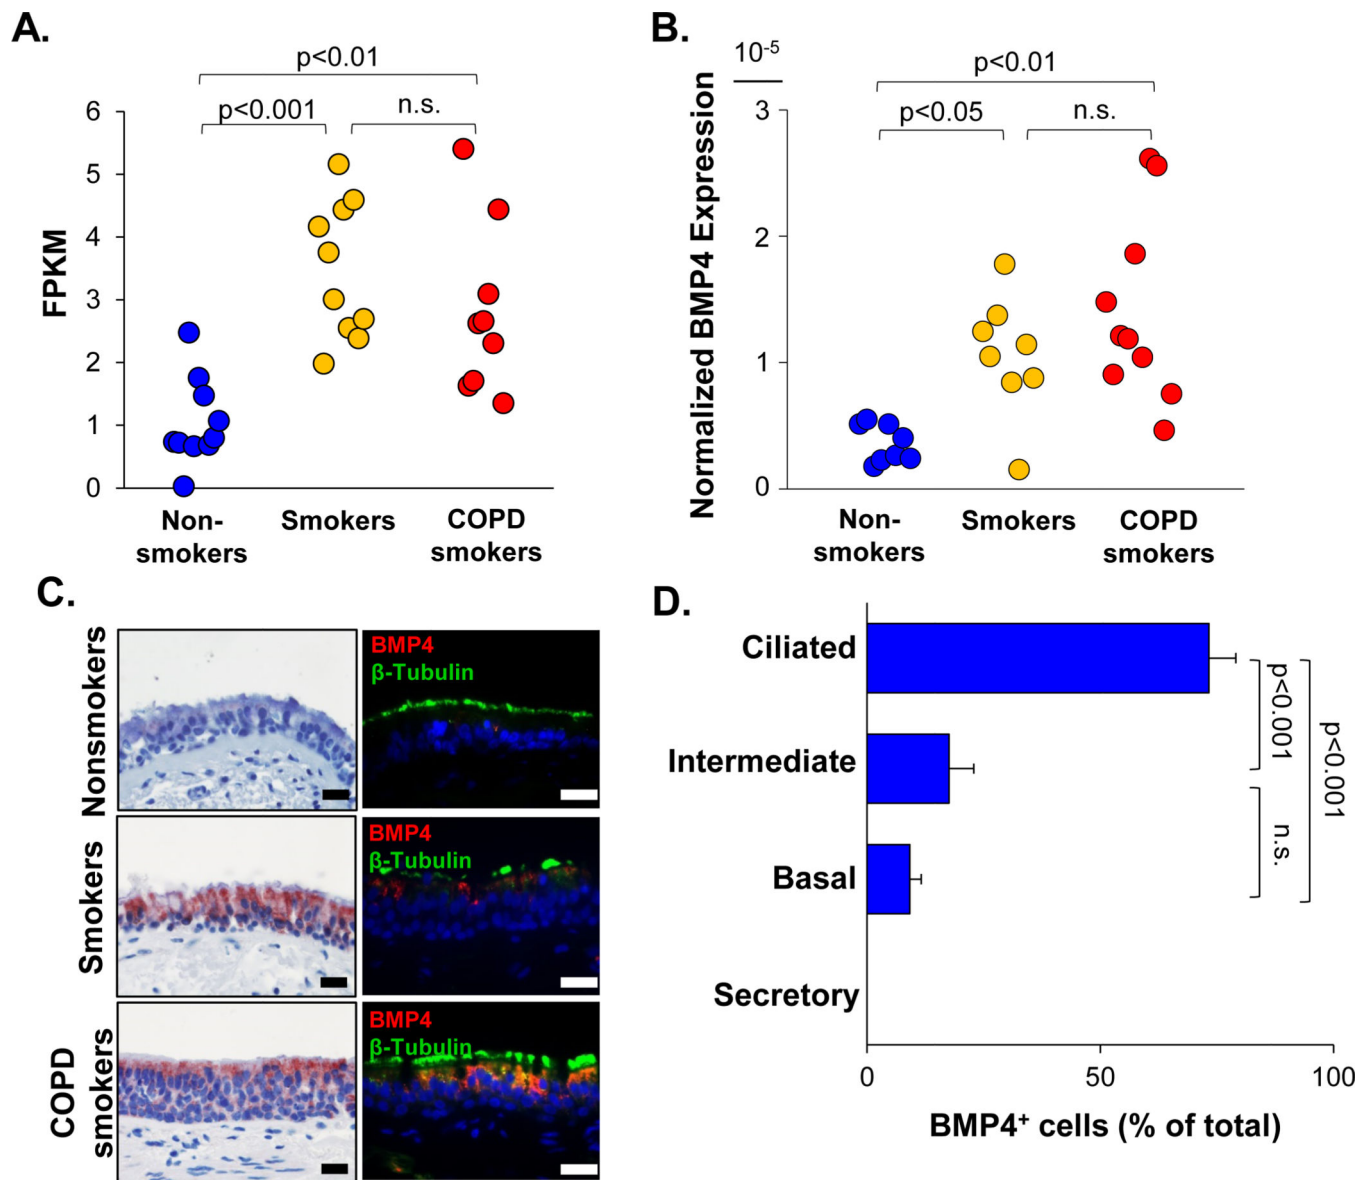 A.
p<0.01
p<0.001
n.s.
6
5
4
3
2
1
0
FPKM
Non-
smokers
Smokers
COPD
smokers
B.
10-5
p<0.01
p<0.05
n.s.
3
2
1
0
Normalized BMP4 Expression
Non-
smokers
Smokers
COPD
smokers
C.
Nonsmokers
BMP4
β-Tubulin
Smokers
BMP4
β-Tubulin
COPD
smokers
BMP4
β-Tubulin
D.
Ciliated
Intermediate
Basal
Secretory
p<0.001
p<0.001
n.s.
0
50
100
BMP4⁺ cells (% of total)